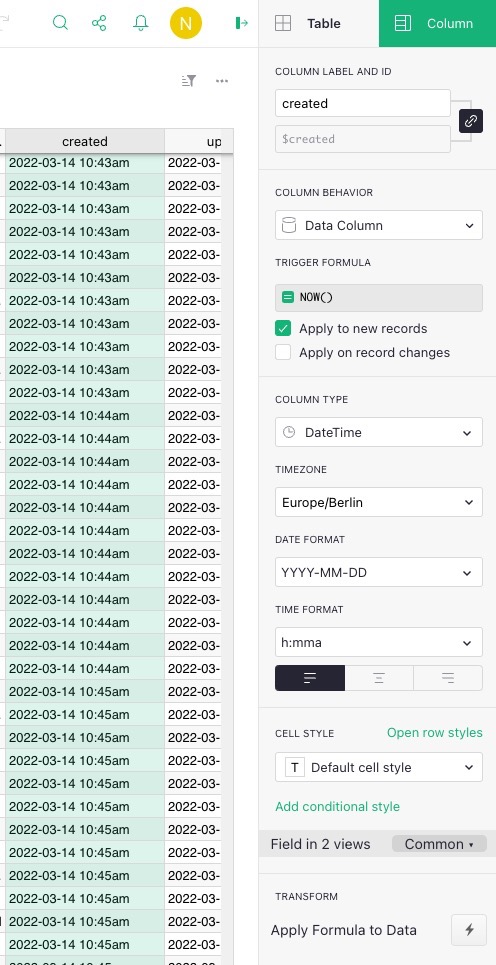 N
Table
Column
COLUMN LABEL AND ID
created
$created
COLUMN BEHAVIOR
Data Column
TRIGGER FORMULA
= NOW()
Apply to new records
Apply on record changes
COLUMN TYPE
DateTime
TIMEZONE
Europe/Berlin
DATE FORMAT
YYYY-MM-DD
TIME FORMAT
h:mma
CELL STYLE Open row styles
T Default cell style
Add conditional style
Field in 2 views Common
TRANSFORM
Apply Formula to Data
created up
2022-03-14 10:43am 2022-03-
2022-03-14 10:43am 2022-03-
2022-03-14 10:43am 2022-03-
2022-03-14 10:43am 2022-03-
2022-03-14 10:43am 2022-03-
2022-03-14 10:43am 2022-03-
2022-03-14 10:43am 2022-03-
2022-03-14 10:43am 2022-03-
2022-03-14 10:43am 2022-03-
2022-03-14 10:43am 2022-03-
2022-03-14 10:43am 2022-03-
2022-03-14 10:44am 2022-03-
2022-03-14 10:44am 2022-03-
2022-03-14 10:44am 2022-03-
2022-03-14 10:44am 2022-03-
2022-03-14 10:44am 2022-03-
2022-03-14 10:44am 2022-03-
2022-03-14 10:44am 2022-03-
2022-03-14 10:44am 2022-03-
2022-03-14 10:44am 2022-03-
2022-03-14 10:44am 2022-03-
2022-03-14 10:44am 2022-03-
2022-03-14 10:44am 2022-03-
2022-03-14 10:45am 2022-03-
2022-03-14 10:45am 2022-03-
2022-03-14 10:45am 2022-03-
2022-03-14 10:45am 2022-03-
2022-03-14 10:45am 2022-03-
2022-03-14 10:45am 2022-03-
2022-03-14 10:45am 2022-03-
2022-03-14 10:45am 2022-03-
2022-03-14 10:45am 2022-03-
2022-03-14 10:45am 2022-03-
2022-03-14 10:45am 2022-03-
2022-03-14 10:45am 2022-03-